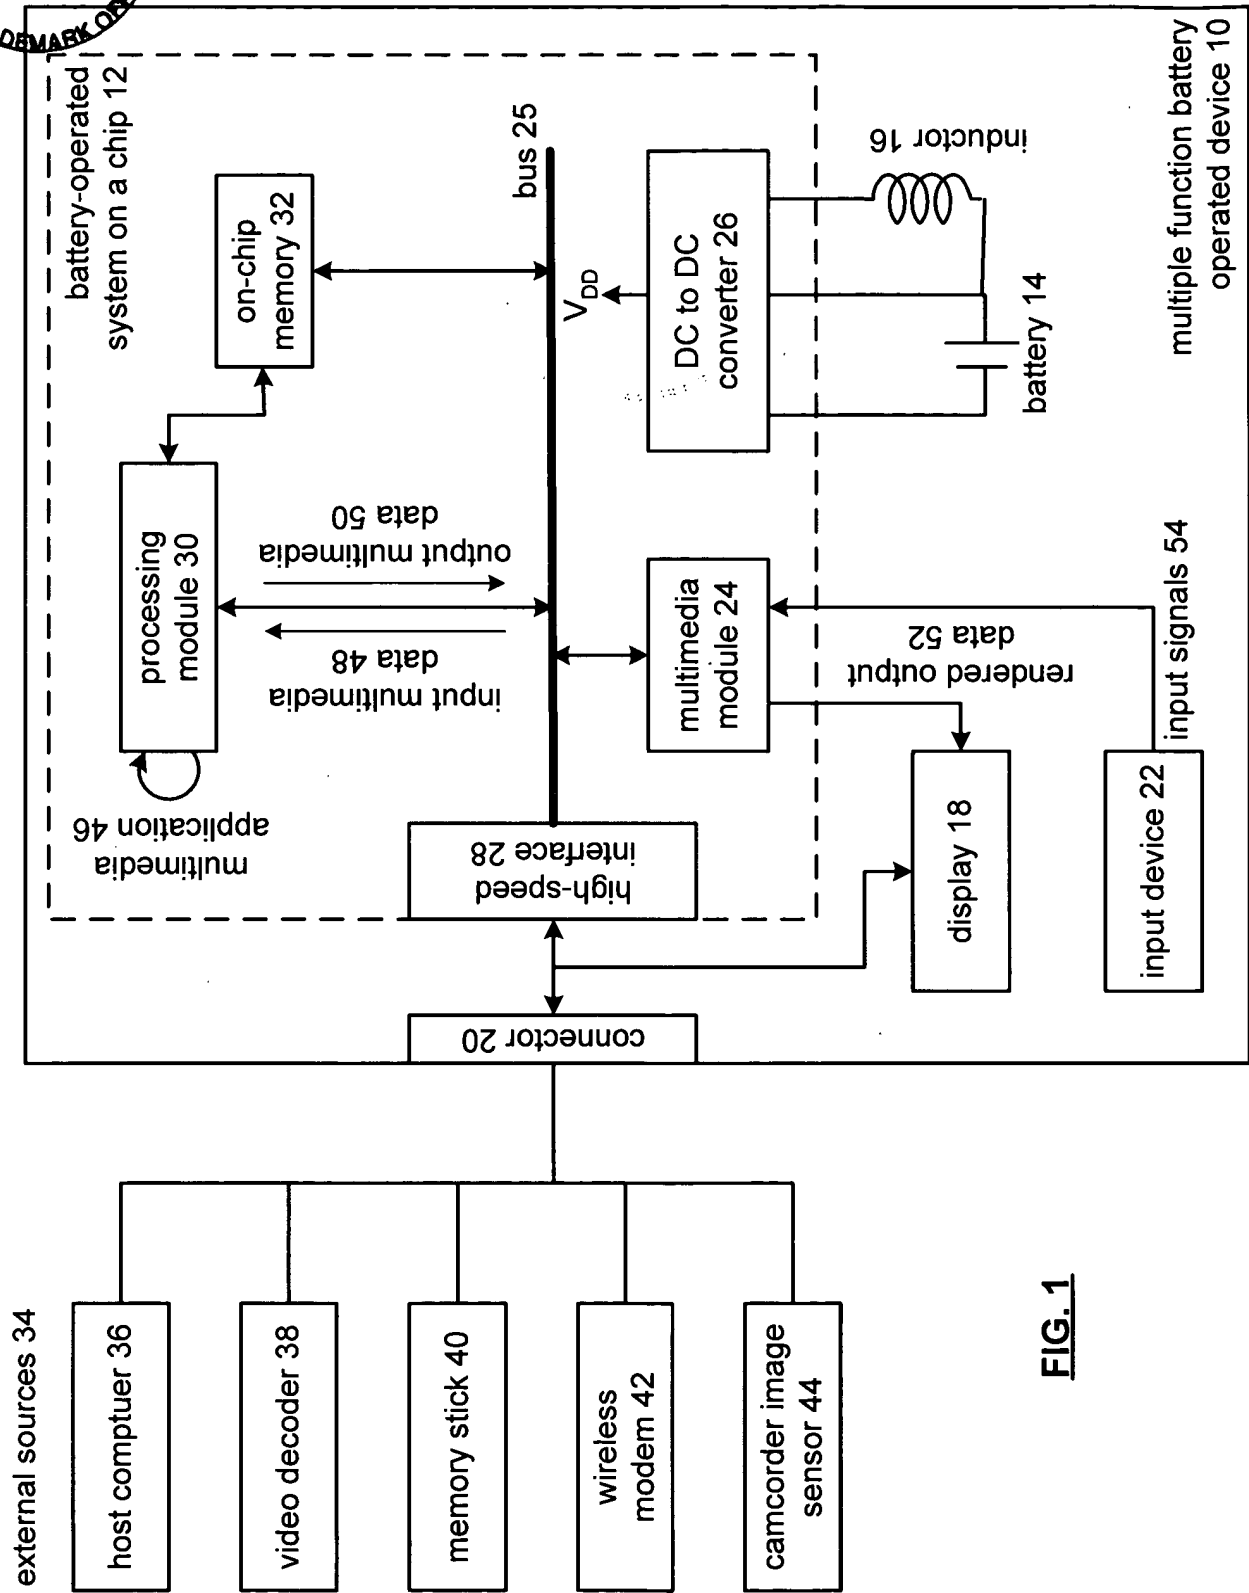 DEMARK OF
external sources 34
host comptuer 36
video decoder 38
memory stick 40
wireless
modem 42
camcorder image
sensor 44
connector 20
high-speed
interface 28
multimedia
application 46
processing
module 30
input multimedia
data 48
output multimedia
data 50
on-chip
memory 32
battery-operated
system on a chip 12
bus 25
multimedia
module 24
V
DD
DC to DC
converter 26
inductor 16
battery 14
rendered output
data 52
display 18
input device 22
input signals 54
multiple function battery
operated device 10
FIG. 1